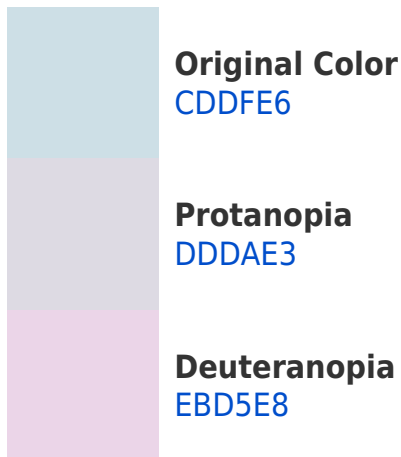 Original Color
CDDFE6
Protanopia
DDDAE3
Deuteranopia
EBD5E8